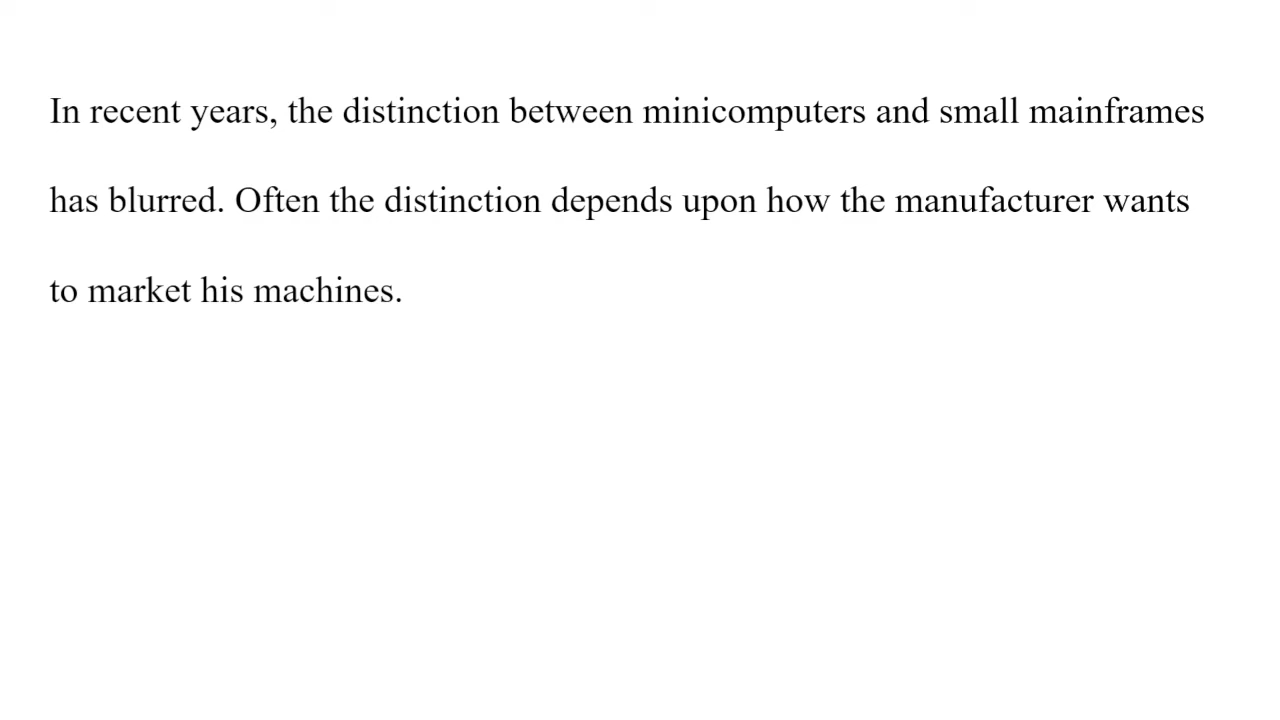 In recent years, the distinction between minicomputers and small mainframes
has blurred. Often the distinction depends upon how the manufacturer wants
to market his machines.